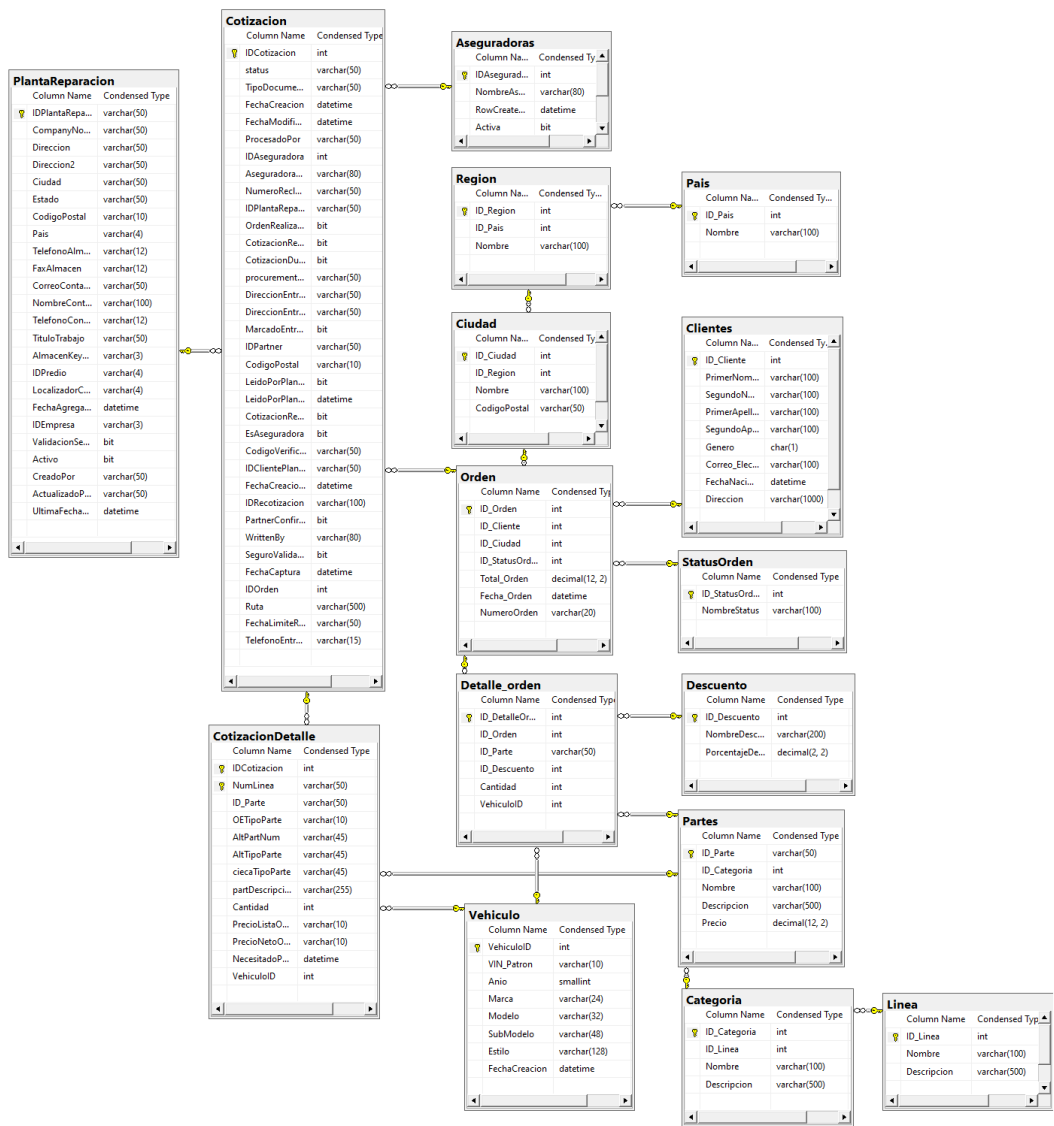 PlantaReparacion
Column Name Condensed Type
IDPlantaRepa... varchar(50)
CompanyNo... varchar(50)
Direccion varchar(50)
Direccion2 varchar(50)
Ciudad varchar(50)
Estado varchar(50)
CodigoPostal varchar(10)
Pais varchar(4)
TelefonoAlm... varchar(12)
FaxAlmacen varchar(12)
CorreoConta... varchar(50)
NombreCont... varchar(100)
TelefonoCon... varchar(12)
TituloTrabajo varchar(50)
AlmacenKey... varchar(3)
IDPredio varchar(4)
LocalizadorC... varchar(4)
FechaAgrega... datetime
IDEmpresa varchar(3)
ValidacionSe... bit
Activo bit
CreadoPor varchar(50)
ActualizadoP... varchar(50)
UltimaFecha... datetime
Cotizacion
Column Name Condensed Type
IDCotizacion int
status varchar(50)
TipoDocume... varchar(50)
FechaCreacion datetime
FechaModifi... datetime
ProcesadoPor varchar(50)
IDAseguradora int
Aseguradora... varchar(80)
NumeroRecl... varchar(50)
IDPlantaRepa... varchar(50)
OrdenRealiza... bit
CotizacionRe... bit
CotizacionDu... bit
procurement... varchar(50)
DireccionEntr... varchar(50)
DireccionEntr... varchar(50)
MarcadoEntr... bit
IDPartner varchar(50)
CodigoPostal varchar(10)
LeidoPorPlan... bit
LeidoPorPlan... datetime
CotizacionRe... bit
EsAseguradora bit
CodigoVerific... varchar(50)
IDClientePlan... varchar(50)
FechaCreacio... datetime
IDRecotizacion varchar(100)
PartnerConfir... bit
WrittenBy varchar(80)
SeguroValida... bit
FechaCaptura datetime
IDOrden int
Ruta varchar(500)
FechaLimiteR... varchar(50)
TelefonoEntr... varchar(15)
CotizacionDetalle
Column Name Condensed Type
IDCotizacion int
NumLinea varchar(50)
ID_Parte varchar(50)
OETipoParte varchar(10)
AltPartNum varchar(45)
AltTipoParte varchar(45)
ciecaTipoParte varchar(45)
partDescripci... varchar(255)
Cantidad int
PrecioListaO... varchar(10)
PrecioNetoO... varchar(10)
NecesitadoP... datetime
VehiculoID int
Aseguradoras
Column Na... Condensed Ty...
IDAsegurad... int
NombreAs... varchar(80)
RowCreate... datetime
Activa bit
Region
Column Na... Condensed Ty...
ID_Region int
ID_Pais int
Nombre varchar(100)
Pais
Column Na... Condensed Ty...
ID_Pais int
Nombre varchar(100)
Ciudad
Column Na... Condensed Ty
ID_Ciudad int
ID_Region int
Nombre varchar(100)
CodigoPostal varchar(50)
Clientes
Column Na... Condensed Ty...
ID_Cliente int
PrimerNom... varchar(100)
SegundoN... varchar(100)
PrimerApell... varchar(100)
SegundoAp... varchar(100)
Genero char(1)
Correo_Elec... varchar(100)
FechaNaci... datetime
Direccion varchar(1000)
Orden
Column Name Condensed Typ
ID_Orden int
ID_Cliente int
ID_Ciudad int
ID_StatusOrd... int
Total_Orden decimal(12, 2)
Fecha_Orden datetime
NumeroOrden varchar(20)
StatusOrden
Column Name Condensed Type
ID_StatusOrd... int
NombreStatus varchar(100)
Detalle_orden
Column Name Condensed Type
ID_DetalleOr... int
ID_Orden int
ID_Parte varchar(50)
ID_Descuento int
Cantidad int
VehiculoID int
Descuento
Column Name Condensed Type
ID_Descuento int
NombreDesc... varchar(200)
PorcentajeDe... decimal(2, 2)
Partes
Column Name Condensed Type
ID_Parte varchar(50)
ID_Categoria int
Nombre varchar(100)
Descripcion varchar(500)
Precio decimal(12, 2)
Vehiculo
Column Name Condensed Type
VehiculoID int
VIN_Patron varchar(10)
Anio smallint
Marca varchar(24)
Modelo varchar(32)
SubModelo varchar(48)
Estilo varchar(128)
FechaCreacion datetime
Categoria
Column Name Condensed Type
ID_Categoria int
ID_Linea int
Nombre varchar(100)
Descripcion varchar(500)
Linea
Column Name Condensed Typ
ID_Linea int
Nombre varchar(100)
Descripcion varchar(500)